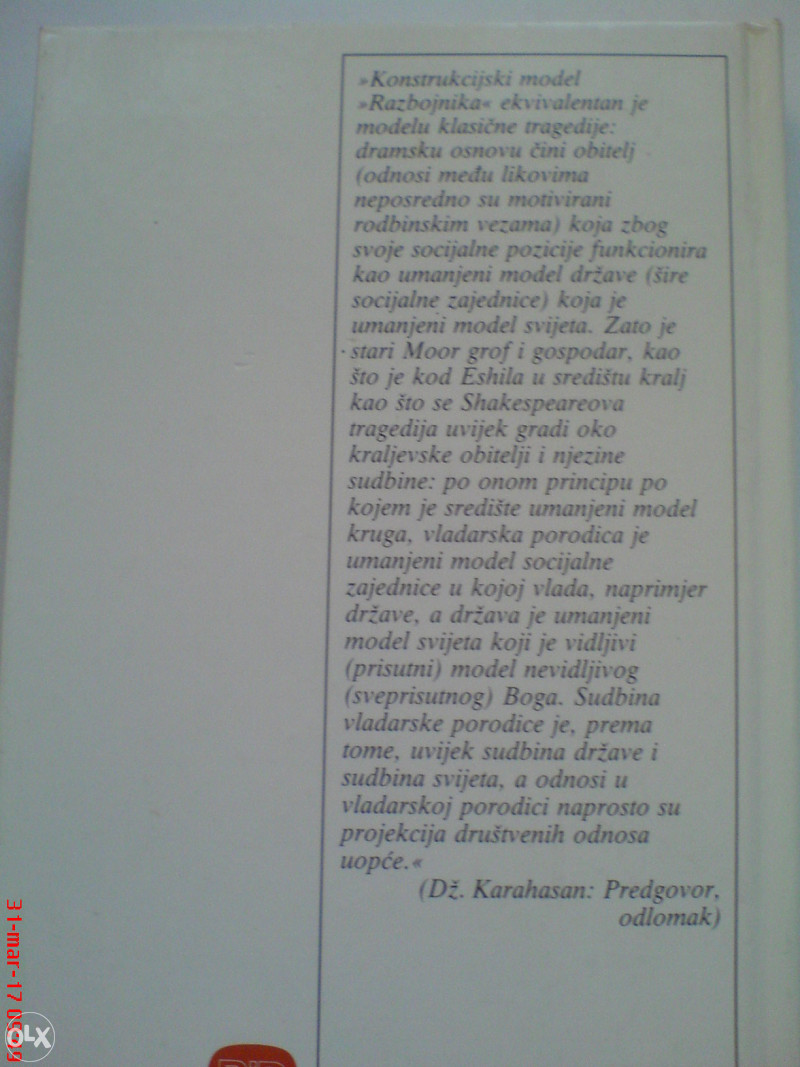 »Konstrukcijski model
»Razbojnika« ekvivalentan je
modelu klasične tragedije:
dramsku osnovu čini obitelj
(odnosi među likovima
neposredno su motivirani
rodbinskim vezama) koja zbog
svoje socijalne pozicije funkcionira
kao umanjeni model države (šire
socijalne zajednice) koja je
umanjeni model svijeta. Zato je
stari Moor grof i gospodar, kao
što je kod Eshila u središtu kralj
kao što se Shakespeareova
tragedija uvijek gradi oko
kraljevske obitelji i njezine
sudbine: po onom principu po
kojem je središte umanjeni model
kruga, vladarska porodica je
umanjeni model socijalne
zajednice u kojoj vlada, naprimjer
države, a država je umanjeni
model svijeta koji je vidljivi
(prisutni) model nevidljivog
(sveprisutnog) Boga. Sudbina
vladarske porodice je, prema
tome, uvijek sudbina države i
sudbina svijeta, a odnosi u
vladarskoj porodici naprosto su
projekcija društvenih odnosa
uopće.«
(Dž. Karahasan: Predgovor,
odlomak)
31-mar-17
OLX